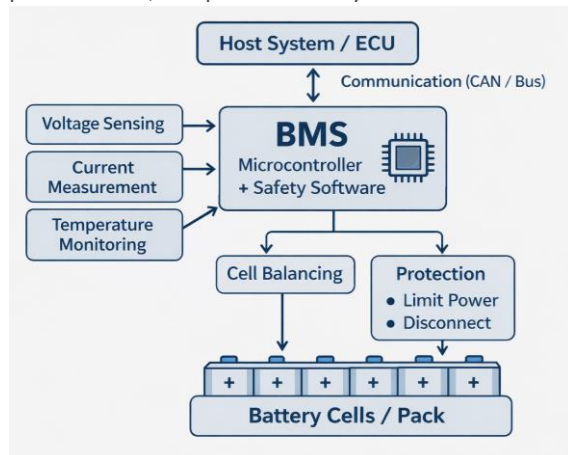 Host System / ECU
Communication (CAN / Bus)
Voltage Sensing
Current
Measurement
Temperature
Monitoring
BMS
Microcontroller
+ Safety Software
Cell Balancing
Protection
• Limit Power
• Disconnect
+ + + + + +
Battery Cells / Pack